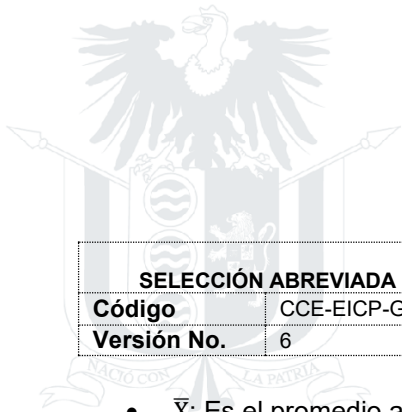 SELECCIÓN ABREVIADA
Código CCE-EICP-G
Versión No. 6
NACIÓ CON LA PATRIA
• X̅: Es el promedio a